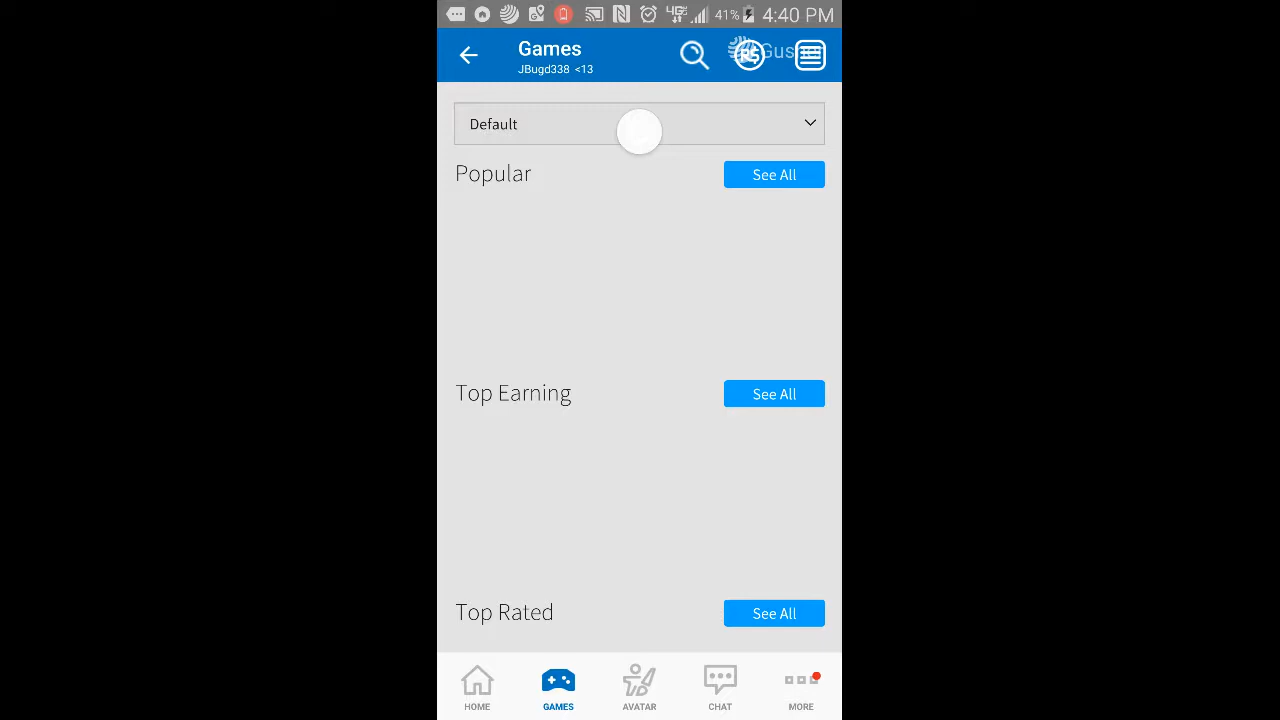 41% 4:40 PM
Games
JBugd338 <13
Default
Popular See All
Top Earning See All
Top Rated See All
HOME GAMES AVATAR CHAT MORE